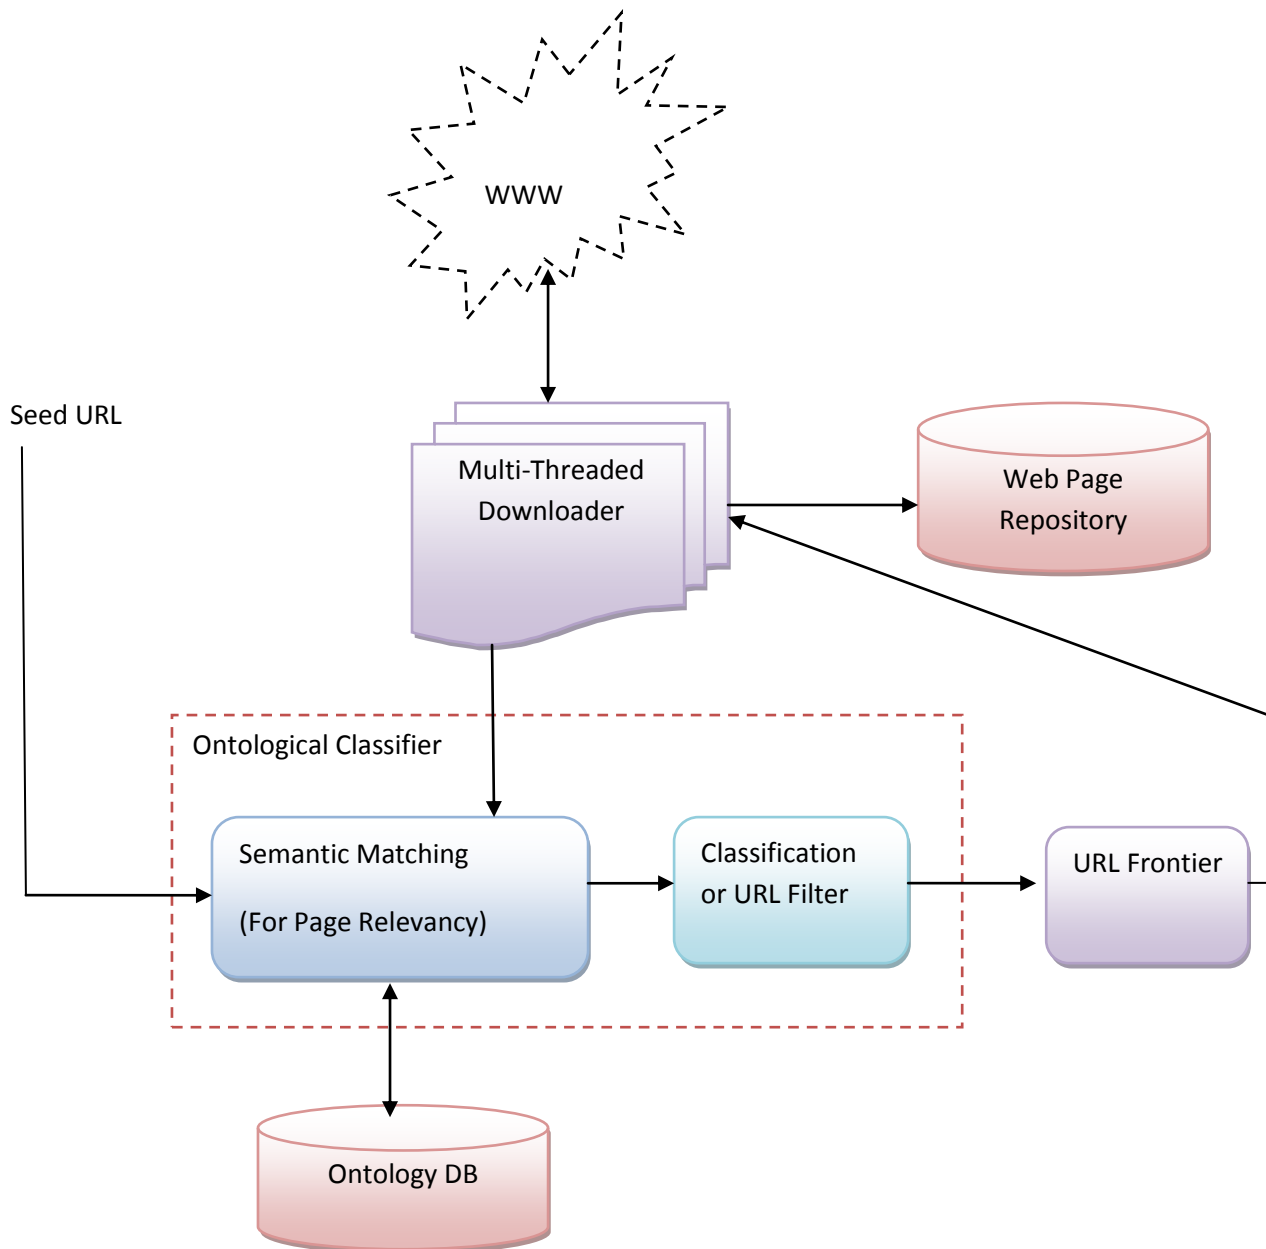 WWW
Seed URL
Multi-Threaded
Downloader
Web Page
Repository
Ontological Classifier
Semantic Matching
(For Page Relevancy)
Classification
or URL Filter
URL Frontier
Ontology DB